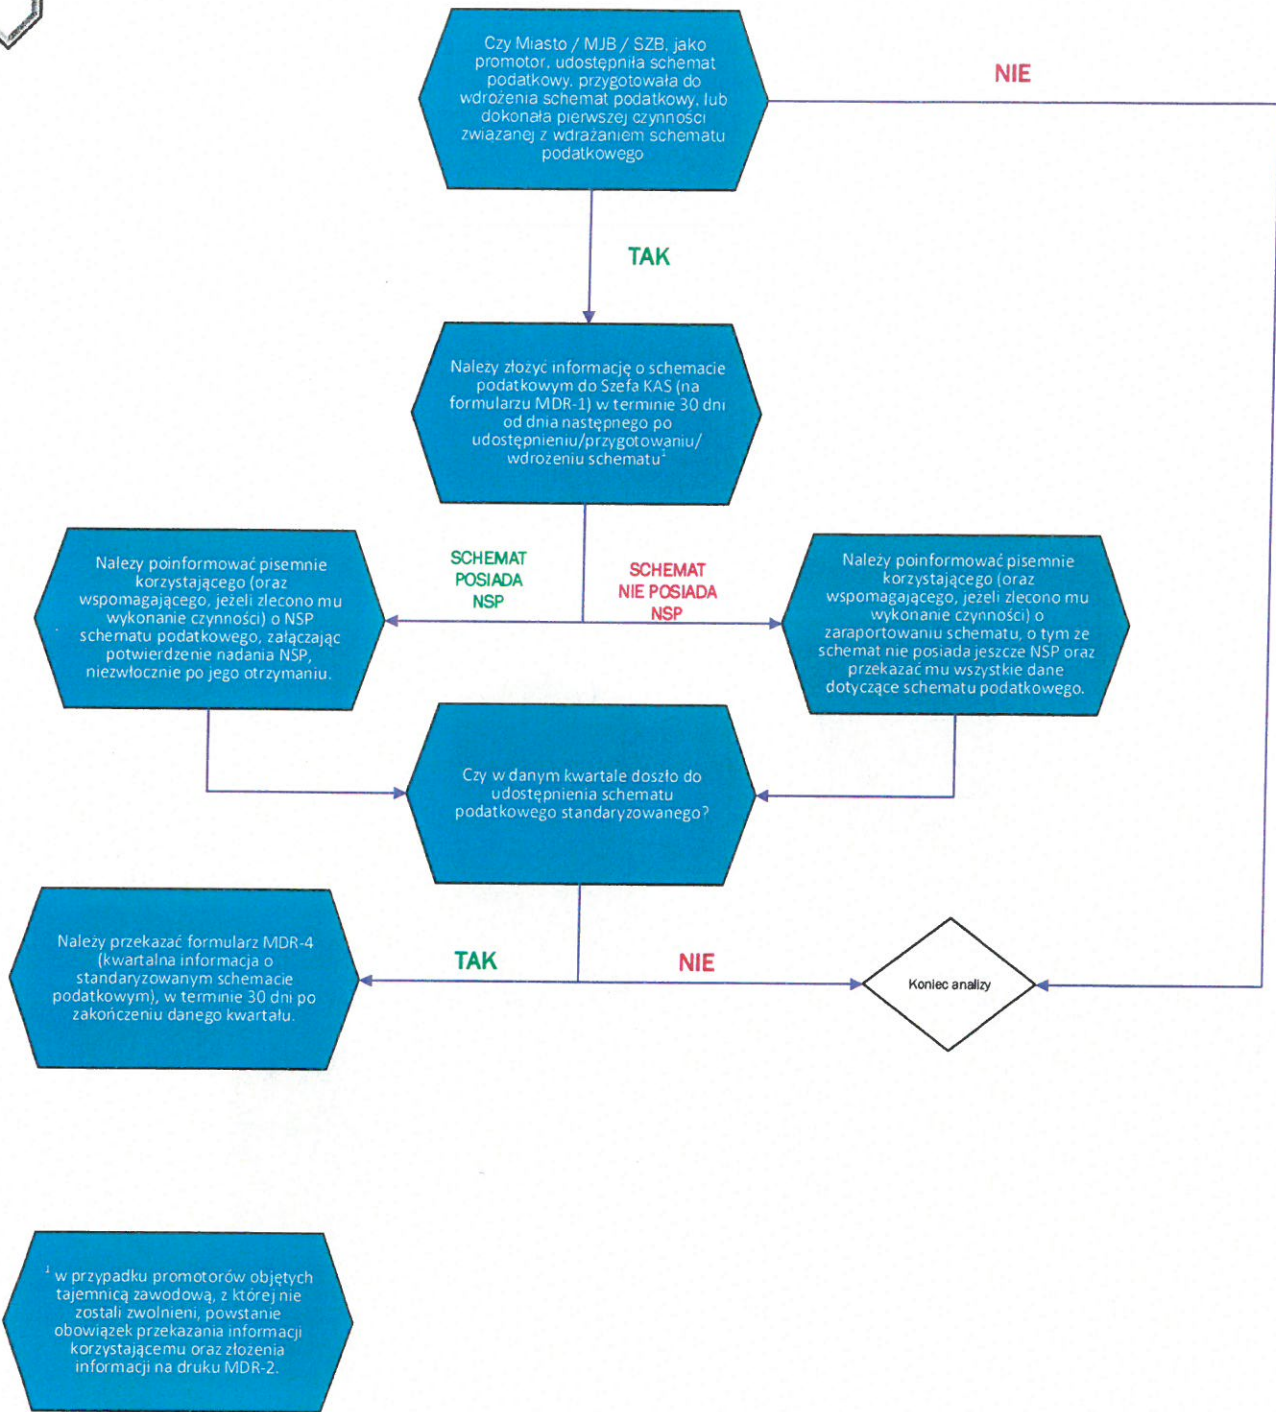 Czy Miasto / MJB / SZB, jako
promotor, udostępniła schemat
podatkowy, przygotowała do
wdrożenia schemat podatkowy, lub
dokonała pierwszej czynności
związanej z wdrażaniem schematu
podatkowego
NIE
TAK
Należy złożyć informację o schemacie
podatkowym do Szefa KAS (na
formularzu MDR-1) w terminie 30 dni
od dnia następnego po
udostępnieniu/przygotowaniu/
wdrożeniu schematu¹
SCHEMAT
POSIADA
NSP
SCHEMAT
NIE POSIADA
NSP
Należy poinformować pisemnie
korzystającego (oraz
wspomagającego, jeżeli zlecono mu
wykonanie czynności) o NSP
schematu podatkowego, załączając
potwierdzenie nadania NSP,
niezwłocznie po jego otrzymaniu.
Należy poinformować pisemnie
korzystającego (oraz
wspomagającego, jeżeli zlecono mu
wykonanie czynności) o
zaraportowaniu schematu, o tym że
schemat nie posiada jeszcze NSP oraz
przekazać mu wszystkie dane
dotyczące schematu podatkowego.
Czy w danym kwartale doszło do
udostępnienia schematu
podatkowego standaryzowanego?
Należy przekazać formularz MDR-4
(kwartalna informacja o
standaryzowanym schemacie
podatkowym), w terminie 30 dni po
zakończeniu danego kwartału.
TAK
NIE
Koniec analizy
¹ w przypadku promotorów objętych
tajemnicą zawodową, z której nie
zostali zwolnieni, powstanie
obowiązek przekazania informacji
korzystającemu oraz złożenia
informacji na druku MDR-2.